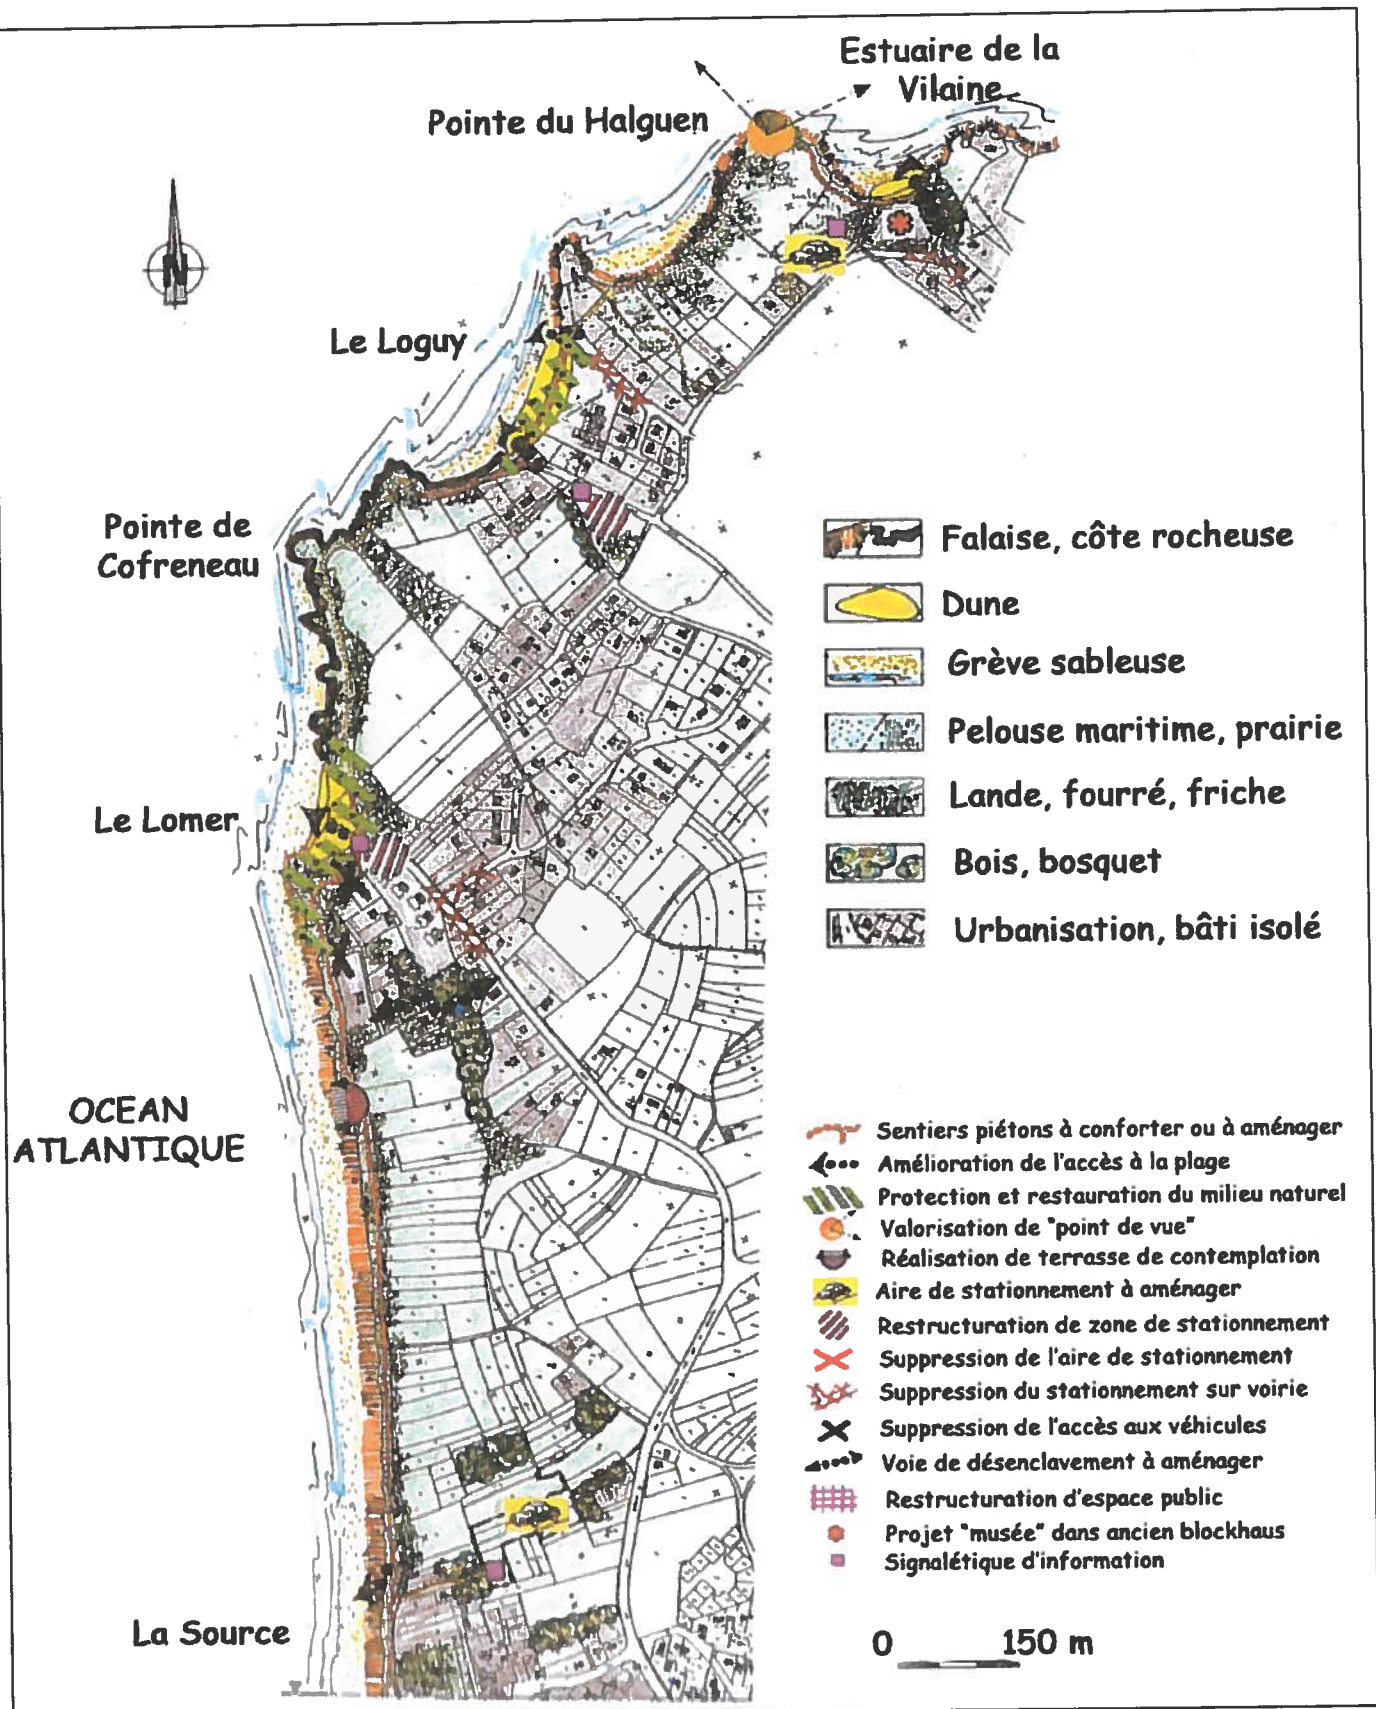 Estuaire de la
Vilaine
Pointe du Halguen
N
Le Loguy
Pointe de
Cofreneau
Le Lomer
OCEAN
ATLANTIQUE
La Source
Falaise, côte rocheuse
Dune
Grève sableuse
Pelouse maritime, prairie
Lande, fourré, friche
Bois, bosquet
Urbanisation, bâti isolé
Sentiers piétons à conforter ou à aménager
Amélioration de l'accès à la plage
Protection et restauration du milieu naturel
Valorisation de "point de vue"
Réalisation de terrasse de contemplation
Aire de stationnement à aménager
Restructuration de zone de stationnement
Suppression de l'aire de stationnement
Suppression du stationnement sur voirie
Suppression de l'accès aux véhicules
Voie de désenclavement à aménager
Restructuration d'espace public
Projet "musée" dans ancien blockhaus
Signalétique d'information
0 150 m